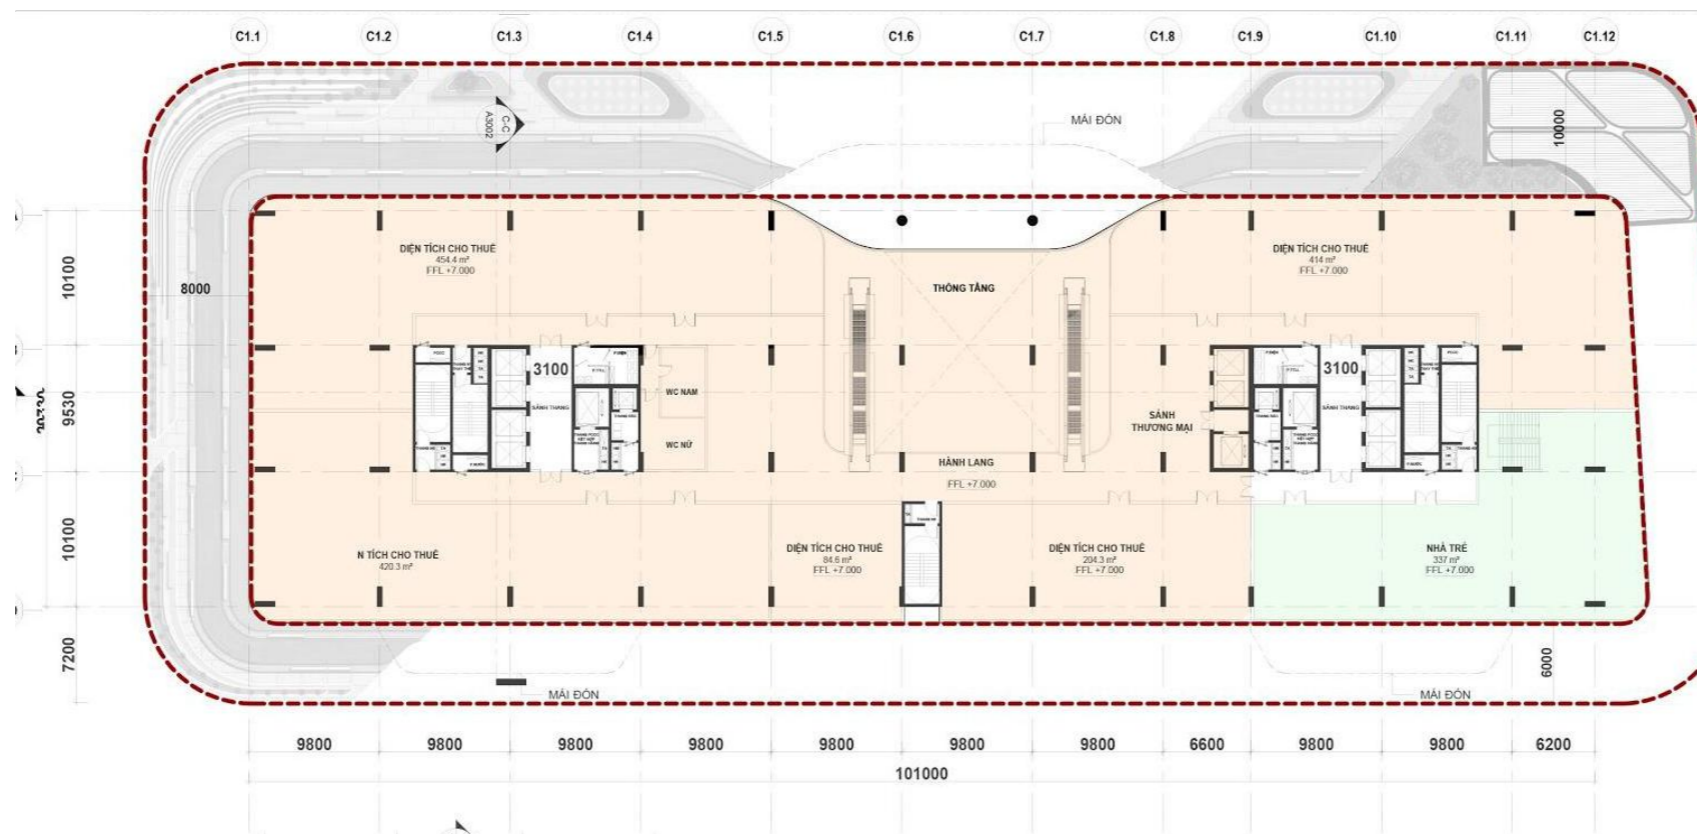 C1.1 C1.2 C1.3 C1.4 C1.5 C1.6 C1.7 C1.8 C1.9 C1.10 C1.11 C1.12
C-C
A3002
MÁI ĐÓN
10000
DIỆN TÍCH CHO THUÊ
454.4 m²
FFL +7.000
DIỆN TÍCH CHO THUÊ
414 m²
FFL +7.000
THÔNG TẦNG
8000
10100
9530
10100
7200
3100
SẢNH THANG
WC NAM
WC NỮ
SẢNH
THƯƠNG MẠI
3100
SẢNH THANG
HÀNH LANG
FFL +7.000
N TÍCH CHO THUÊ
420.3 m²
DIỆN TÍCH CHO THUÊ
84.6 m²
FFL +7.000
DIỆN TÍCH CHO THUÊ
204.3 m²
FFL +7.000
NHÀ TRẺ
337 m²
FFL +7.000
6000
MÁI ĐÓN
MÁI ĐÓN
9800 9800 9800 9800 9800 9800 9800 6600 9800 9800 6200
101000